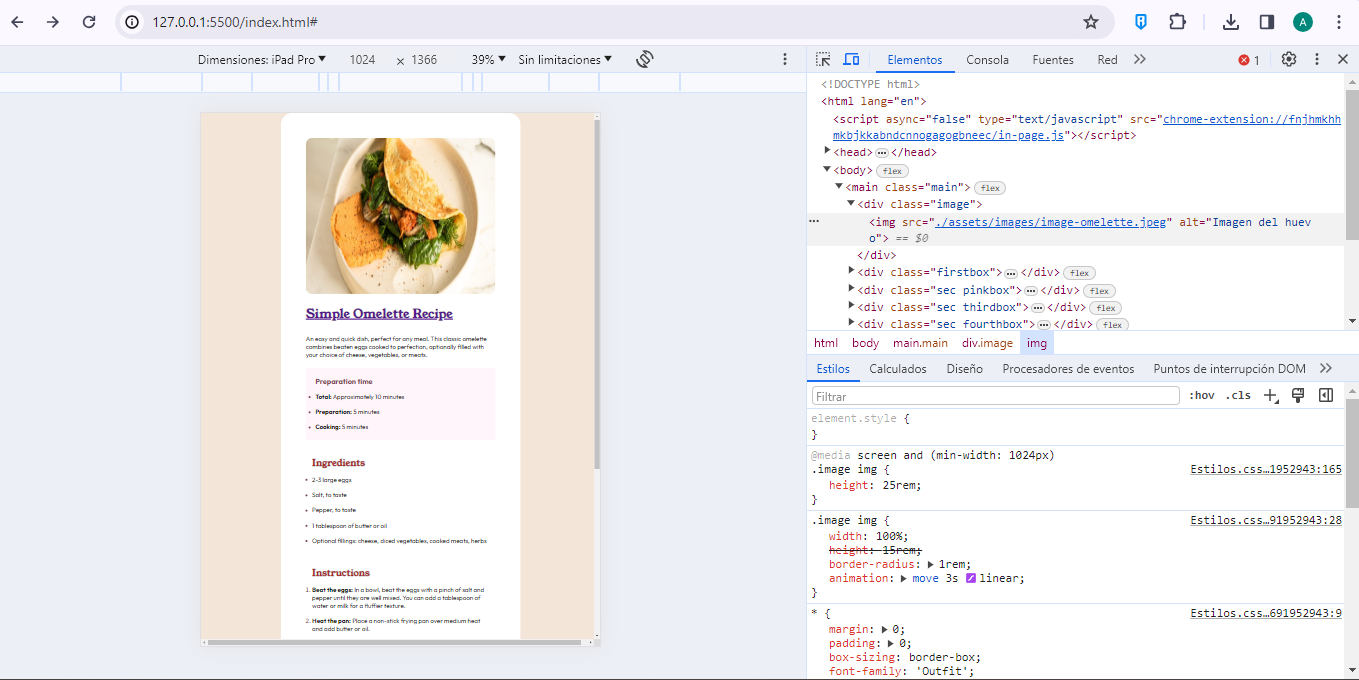 127.0.0.1:5500/index.html#
A
Dimensiones: iPad Pro ▼ 1024 × 1366 39% ▼ Sin limitaciones ▼
Elementos Consola Fuentes Red 1
<!DOCTYPE html>
<html lang="en">
<script async="false" type="text/javascript" src="chrome-extension://fnjhmkhh
mkbjkkabndcnnogagogbneec/in-page.js"></script>
<head> ⋯ </head>
<body> flex
<main class="main"> flex
<div class="image">
<img src="./assets/images/image-omelette.jpeg" alt="Imagen del huev
o"> == $0
</div>
<div class="firstbox"> ⋯ </div> flex
<div class="sec pinkbox"> ⋯ </div> flex
<div class="sec thirdbox"> ⋯ </div> flex
<div class="sec fourthbox"> ⋯ </div> flex
html body main.main div.image img
Estilos Calculados Diseño Procesadores de eventos Puntos de interrupción DOM
Filtrar :hov .cls
element.style {
}
@media screen and (min-width: 1024px)
.image img { Estilos.css…1952943:165
height: 25rem;
}
.image img { Estilos.css…91952943:28
width: 100%;
height: 15rem;
border-radius: 1rem;
animation: move 3s linear;
}
* { Estilos.css…691952943:9
margin: 0;
padding: 0;
box-sizing: border-box;
font-family: 'Outfit';
Simple Omelette Recipe
An easy and quick dish, perfect for any meal. This classic omelette
combines beaten eggs cooked to perfection, optionally filled with
your choice of cheese, vegetables, or meats.
Preparation time
• Total: Approximately 10 minutes
• Preparation: 5 minutes
• Cooking: 5 minutes
Ingredients
• 2-3 large eggs
• Salt, to taste
• Pepper, to taste
• 1 tablespoon of butter or oil
• Optional fillings: cheese, diced vegetables, cooked meats, herbs
Instructions
1. Beat the eggs: In a bowl, beat the eggs with a pinch of salt and
pepper until they are well mixed. You can add a tablespoon of
water or milk for a fluffier texture.
2. Heat the pan: Place a non-stick frying pan over medium heat
and add butter or oil.